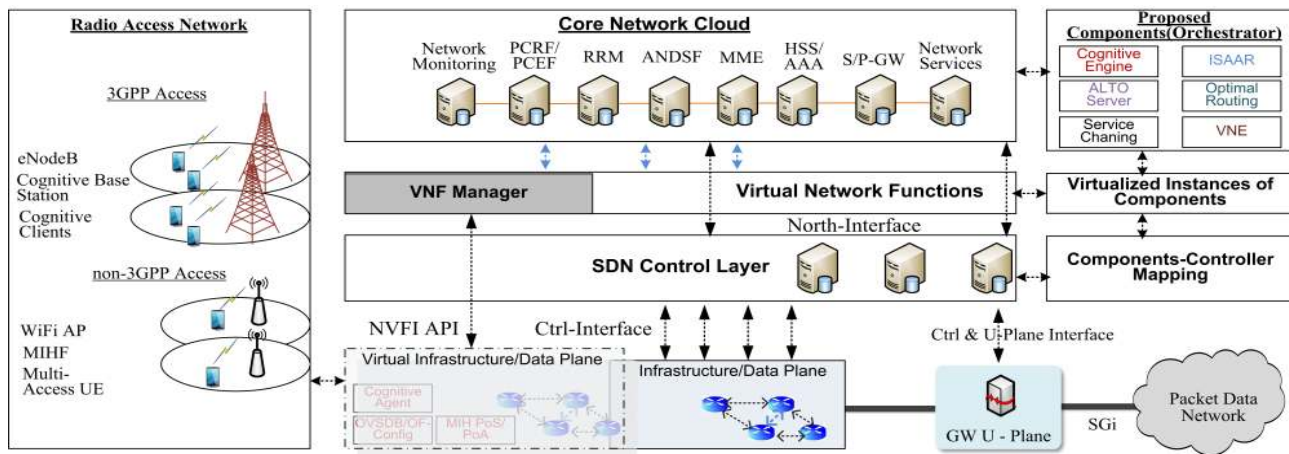 Radio Access Network
3GPP Access
eNodeB
Cognitive Base
Station
Cognitive
Clients
non-3GPP Access
WiFi AP
MIHF
Multi-
Access UE
Core Network Cloud
Network
Monitoring
PCRF/
PCEF
RRM
ANDSF
MME
HSS/
AAA
S/P-GW
Network
Services
Proposed
Components(Orchestrator)
Cognitive
Engine
ISAAR
ALTO
Server
Optimal
Routing
Service
Chaning
VNE
VNF Manager
Virtual Network Functions
Virtualized Instances of
Components
North-Interface
SDN Control Layer
Components-Controller
Mapping
NVFI API
Ctrl-Interface
Ctrl & U-Plane Interface
Virtual Infrastructure/Data Plane
Cognitive
Agent
OVSDB/OF-
Config
MIH PoS/
PoA
Infrastructure/Data Plane
GW U - Plane
SGi
Packet Data
Network